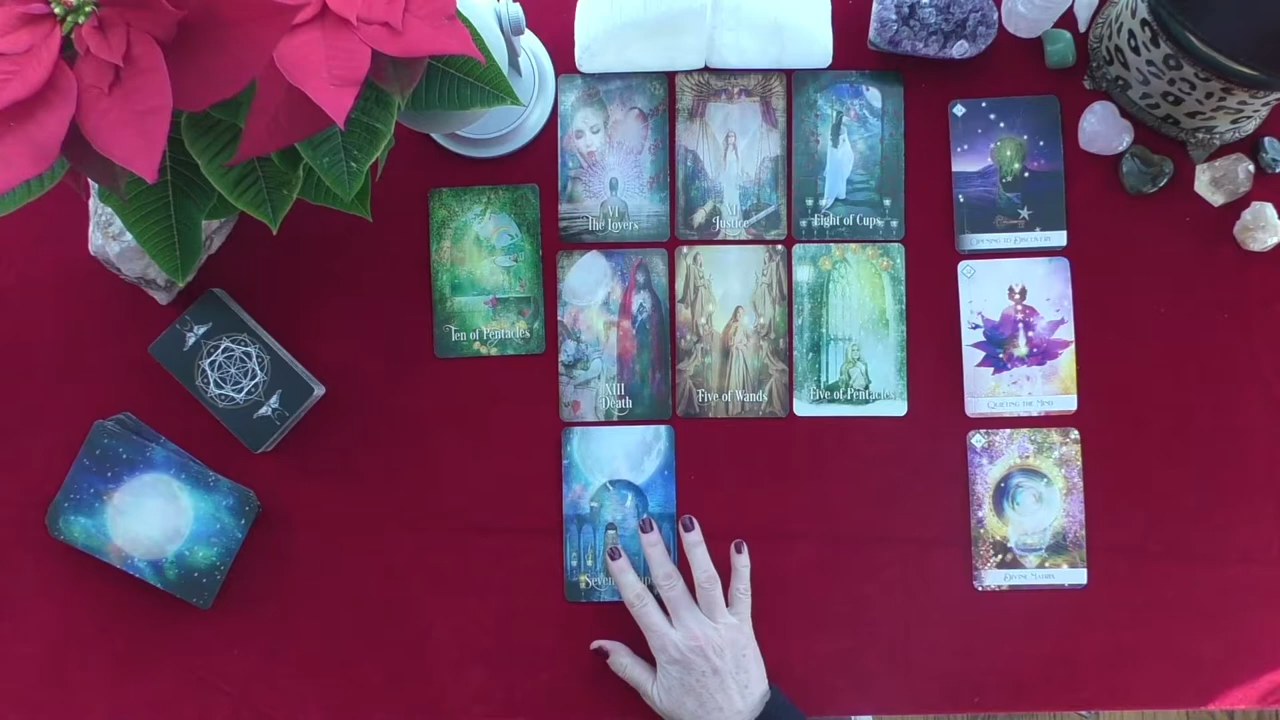 VI
The Lovers
XI
Justice
Eight of Cups
Ten of Pentacles
XIII
Death
Five of Wands
Five of Pentacles
Seven
Opening to Discovery
Quieting the Mind
Divine Matrix